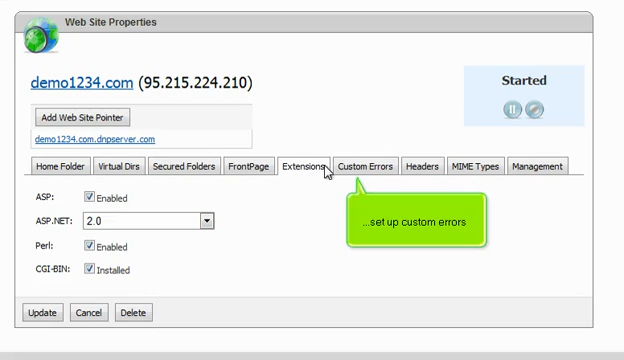 Web Site Properties
demo1234.com (95.215.224.210)
Started
Add Web Site Pointer
demo1234.com.dnpserver.com
Home Folder Virtual Dirs Secured Folders FrontPage Extensions Custom Errors Headers MIME Types Management
ASP: Enabled
...set up custom errors
ASP.NET: 2.0
Perl: Enabled
CGI-BIN: Installed
Update Cancel Delete